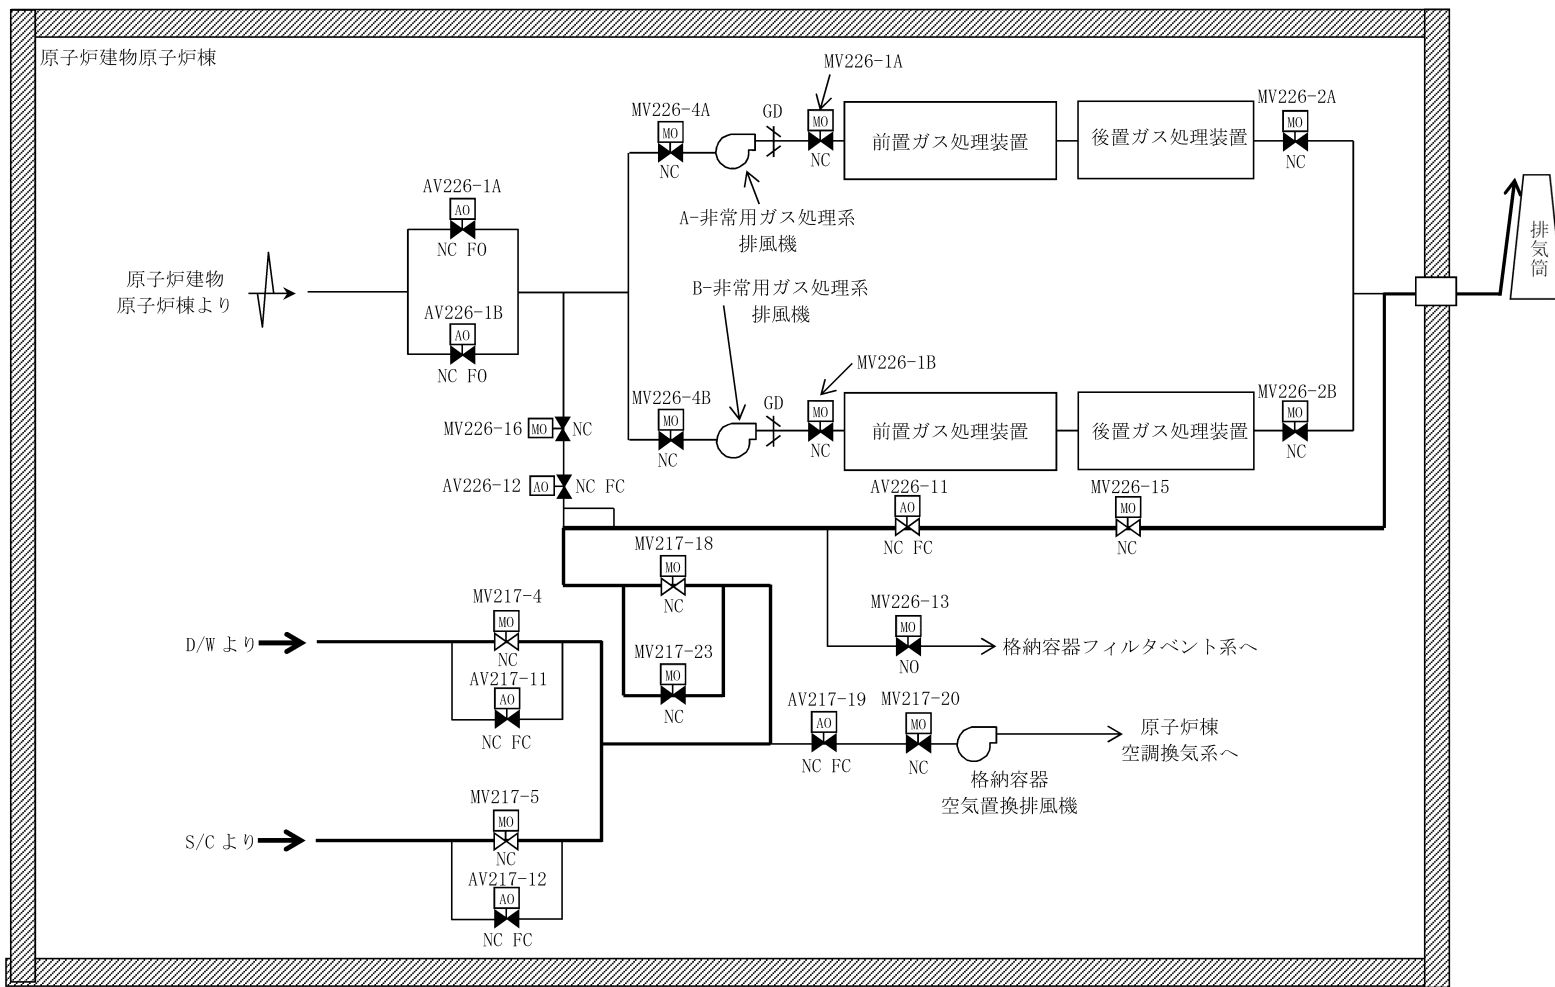 原子炉建物原子炉棟
MV226-1A
MV226-4A
GD
MV226-2A
MO
MO
MO
前置ガス処理装置
後置ガス処理装置
NC
NC
NC
AV226-1A
AO
NC FO
A-非常用ガス処理系
排風機
排気筒
原子炉建物
原子炉棟より
B-非常用ガス処理系
排風機
AV226-1B
AO
NC FO
MV226-1B
MV226-4B
GD
MV226-2B
MO
MO
MO
前置ガス処理装置
後置ガス処理装置
NC
NC
NC
MV226-16
MO
NC
AV226-12
AO
NC FC
AV226-11
AO
NC FC
MV226-15
MO
NC
MV217-18
MO
NC
MV217-4
MO
NC
D/W より
AV217-11
AO
NC FC
MV217-23
MO
NC
MV226-13
MO
NO
格納容器フィルタベント系へ
AV217-19
AO
NC FC
MV217-20
MO
NC
原子炉棟
空調換気系へ
格納容器
空気置換排風機
MV217-5
MO
NC
S/C より
AV217-12
AO
NC FC